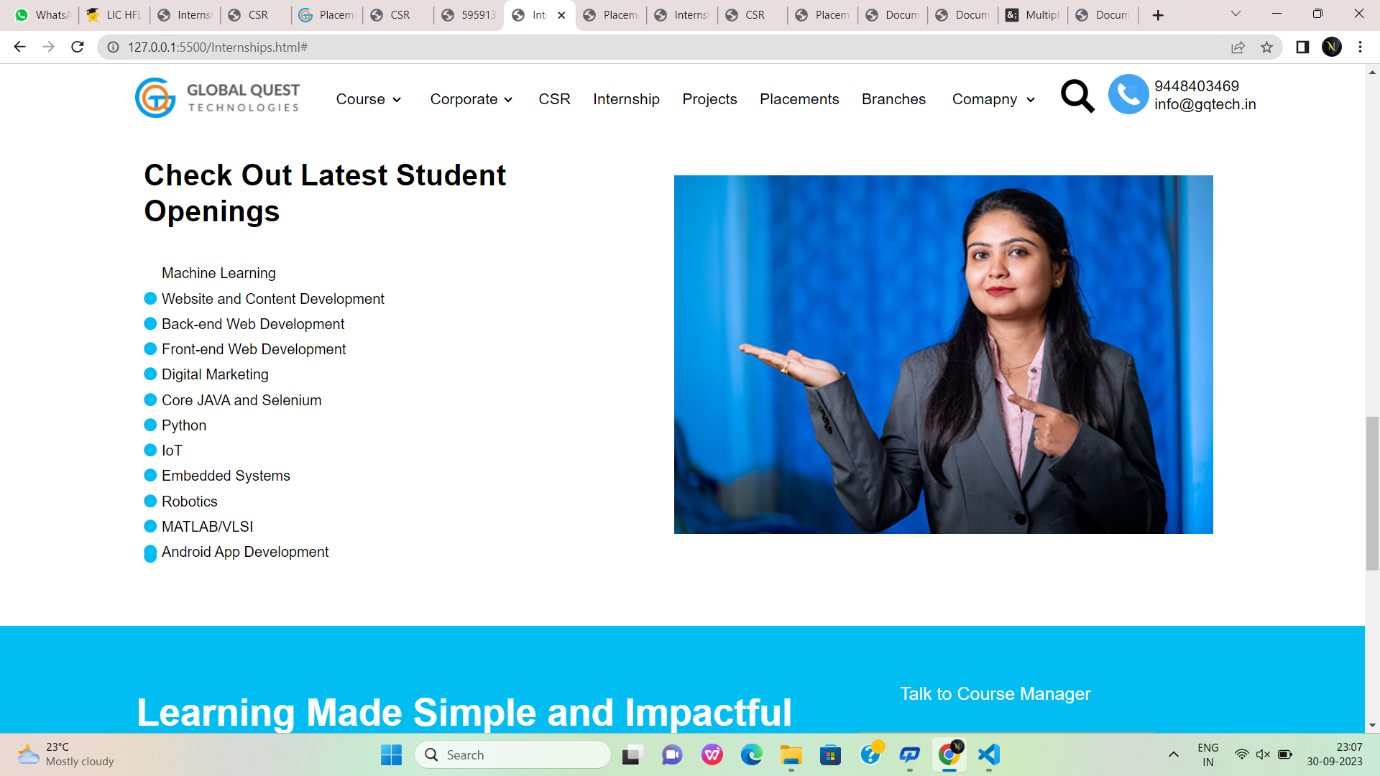 WhatsA
LIC HFL
Internsl
CSR
Placem
CSR
595913
Int
Placem
Interns
CSR
Placem
Docum
Docum
Multipl
Docum
127.0.0.1:5500/Internships.html#
GLOBAL QUEST
TECHNOLOGIES
Course
Corporate
CSR
Internship
Projects
Placements
Branches
Comapny
9448403469
info@gqtech.in
Check Out Latest Student
Openings
Machine Learning
Website and Content Development
Back-end Web Development
Front-end Web Development
Digital Marketing
Core JAVA and Selenium
Python
IoT
Embedded Systems
Robotics
MATLAB/VLSI
Android App Development
Talk to Course Manager
Learning Made Simple and Impactful
23°C
Mostly cloudy
Search
ENG
IN
23:07
30-09-2023